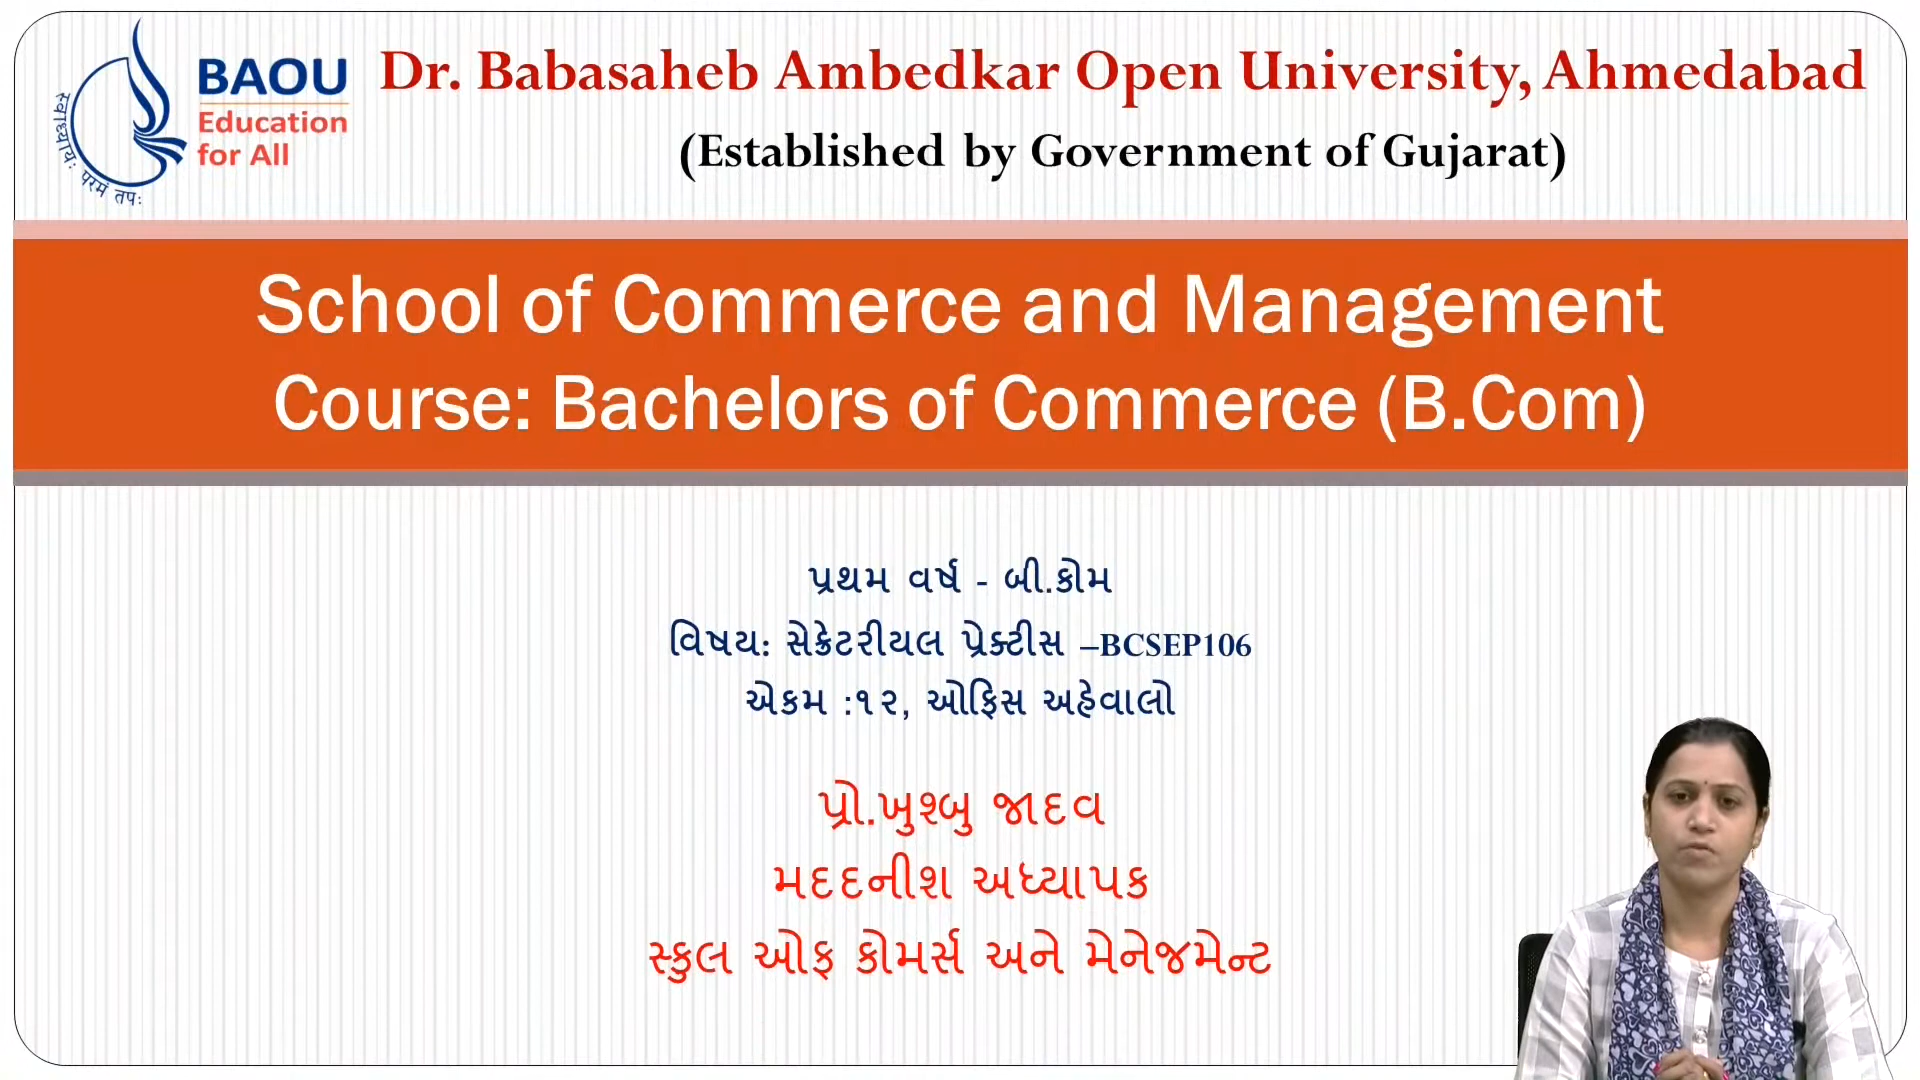 Dr. Babasaheb Ambedkar Open University, Ahmedabad
(Established by Government of Gujarat)
BAOU
Education
for All
स्वाध्यायः परमं तपः
School of Commerce and Management
Course: Bachelors of Commerce (B.Com)
પ્રથમ વર્ષ - બી.કોમ
વિષય: સેક્રેટરીયલ પ્રેક્ટીસ –BCSEP106
એકમ :૧૨, ઓફિસ અહેવાલો
પ્રો.ખુશ્બુ જાદવ
મદદનીશ અધ્યાપક
સ્કુલ ઓફ કોમર્સ અને મેનેજમેન્ટ